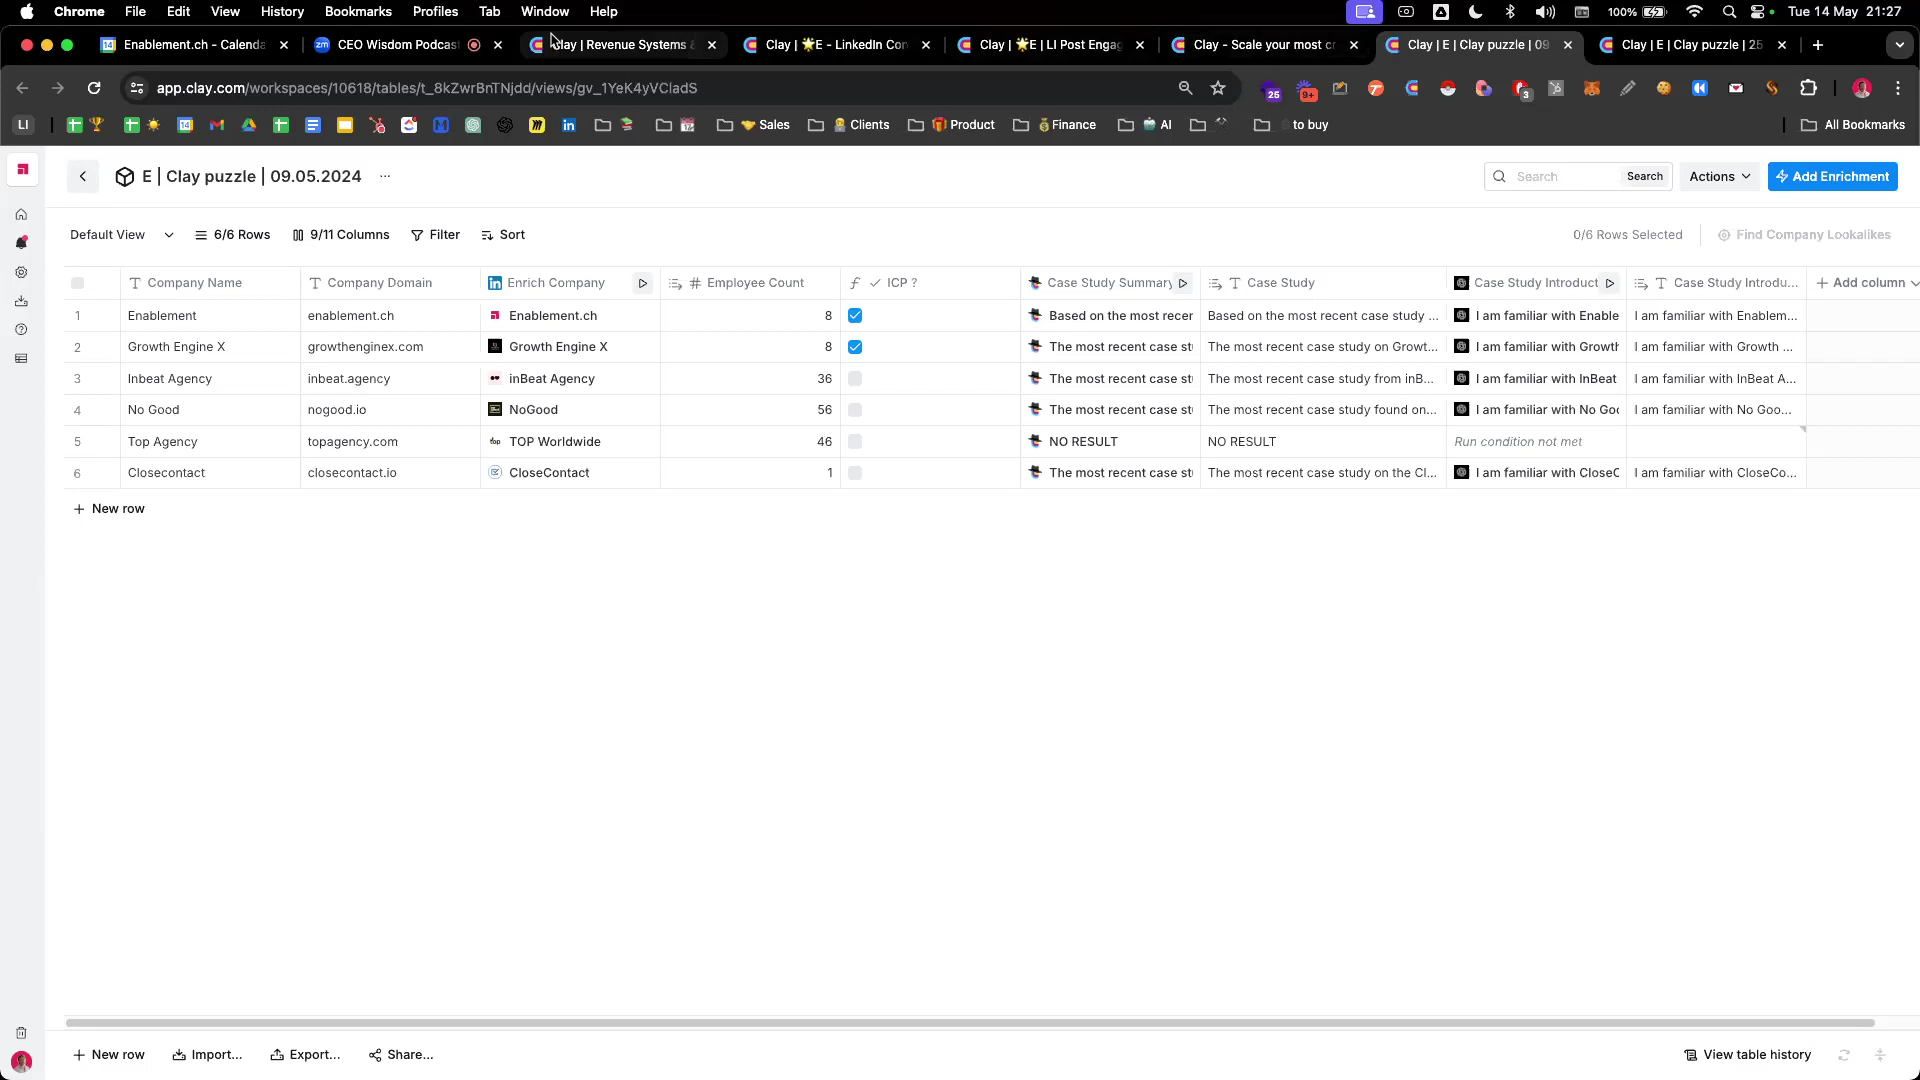 Chrome File Edit View History Bookmarks Profiles Tab Window Help 100% Tue 14 May 21:27
Enablement.ch - Calenda CEO Wisdom Podcast Clay | Revenue Systems & Clay | 🌟E - LinkedIn Con Clay | 🌟E | LI Post Engag Clay - Scale your most cr Clay | E | Clay puzzle | 09 Clay | E | Clay puzzle | 25
app.clay.com/workspaces/10618/tables/t_8kZwrBnTNjdd/views/gv_1YeK4yVCladS 25 9+ 3
LI Sales Clients Product Finance AI to buy All Bookmarks
E | Clay puzzle | 09.05.2024 ... Search Search Actions Add Enrichment
Default View 6/6 Rows 9/11 Columns Filter Sort 0/6 Rows Selected Find Company Lookalikes
Company Name Company Domain Enrich Company Employee Count ICP ? Case Study Summary Case Study Case Study Introduct Case Study Introdu... + Add column
1 Enablement enablement.ch Enablement.ch 8 Based on the most recer Based on the most recent case study ... I am familiar with Enable I am familiar with Enablem...
2 Growth Engine X growthenginex.com Growth Engine X 8 The most recent case st The most recent case study on Growt... I am familiar with Growth I am familiar with Growth ...
3 Inbeat Agency inbeat.agency inBeat Agency 36 The most recent case st The most recent case study from inB... I am familiar with InBeat I am familiar with InBeat A...
4 No Good nogood.io NoGood 56 The most recent case st The most recent case study found on... I am familiar with No Goo I am familiar with No Goo...
5 Top Agency topagency.com TOP Worldwide 46 NO RESULT NO RESULT Run condition not met
6 Closecontact closecontact.io CloseContact 1 The most recent case st The most recent case study on the Cl... I am familiar with CloseC I am familiar with CloseCo...
+ New row
+ New row Import... Export... Share... View table history